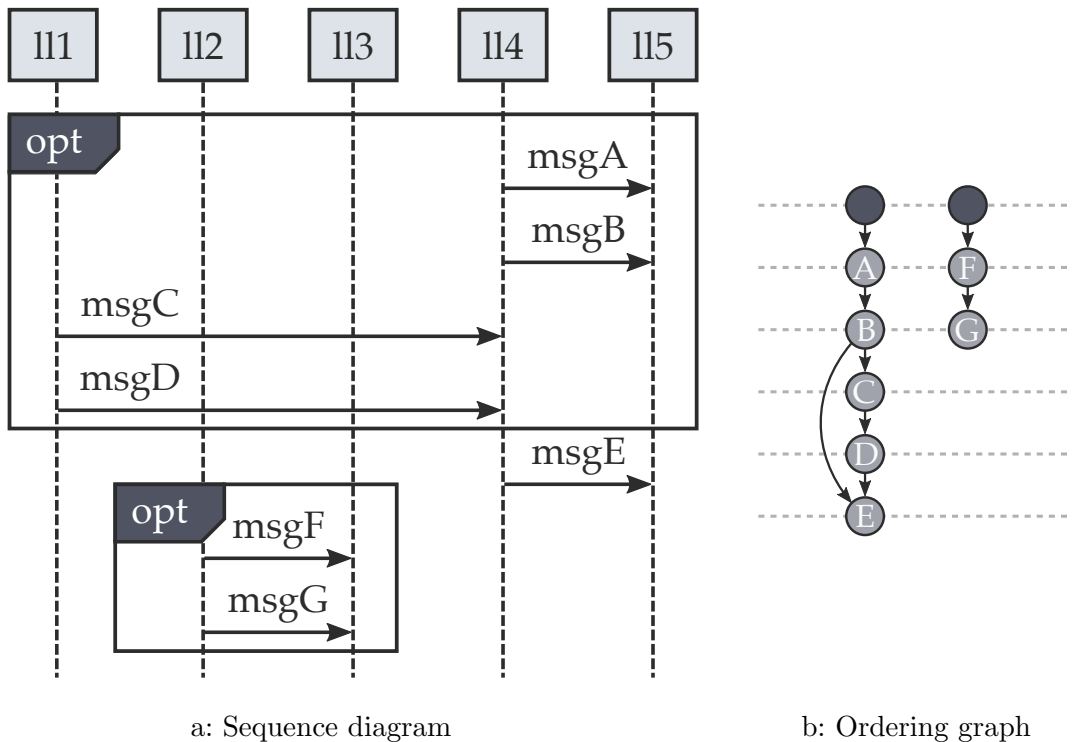 ll1 ll2 ll3 ll4 ll5
opt
msgA
msgB
msgC
msgD
msgE
opt
msgF
msgG
A F
B G
C
D
E
a: Sequence diagram
b: Ordering graph